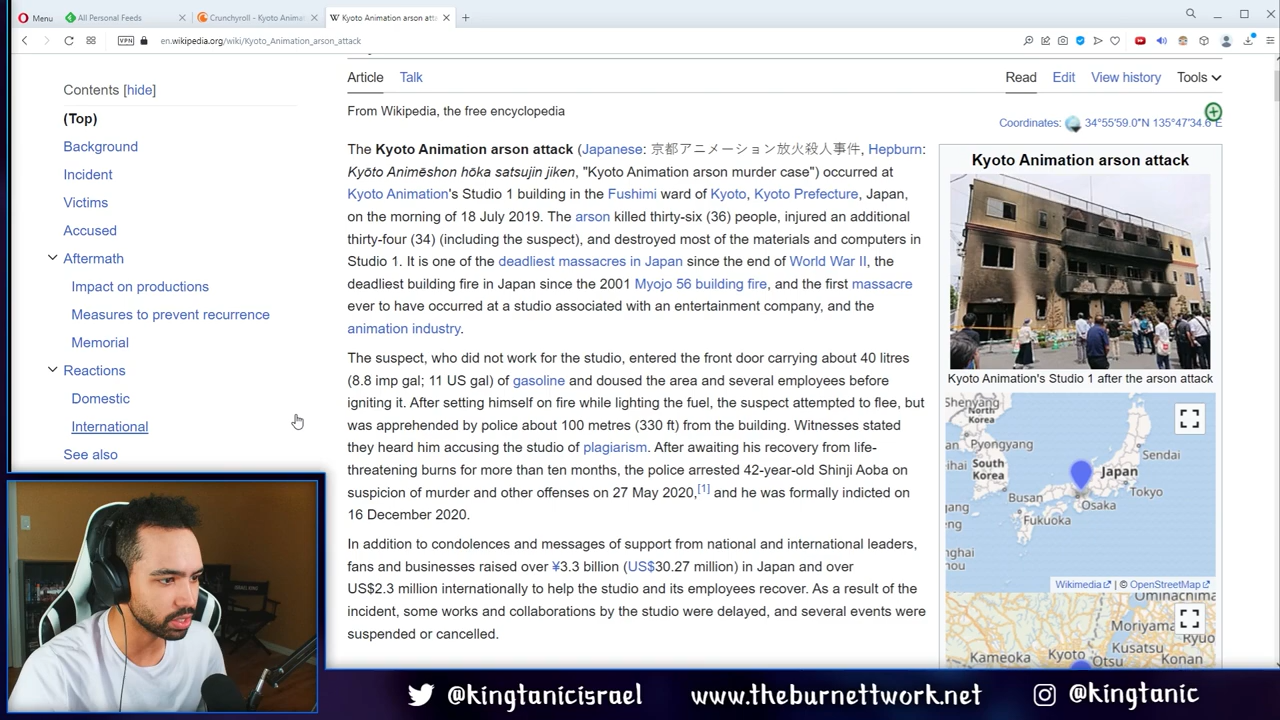 Menu
All Personal Feeds
Crunchyroll - Kyoto Anima
Kyoto Animation arson atta
VPN
en.wikipedia.org/wiki/Kyoto_Animation_arson_attack
Contents [hide]
(Top)
Background
Incident
Victims
Accused
Aftermath
Impact on productions
Measures to prevent recurrence
Memorial
Reactions
Domestic
International
See also
Article Talk
Read Edit View history Tools
From Wikipedia, the free encyclopedia
Coordinates: 34°55′59.0″N 135°47′34.6″E
The Kyoto Animation arson attack (Japanese: 京都アニメーション放火殺人事件, Hepburn:
Kyōto Animēshon hōka satsujin jiken, "Kyoto Animation arson murder case") occurred at
Kyoto Animation's Studio 1 building in the Fushimi ward of Kyoto, Kyoto Prefecture, Japan,
on the morning of 18 July 2019. The arson killed thirty-six (36) people, injured an additional
thirty-four (34) (including the suspect), and destroyed most of the materials and computers in
Studio 1. It is one of the deadliest massacres in Japan since the end of World War II, the
deadliest building fire in Japan since the 2001 Myojo 56 building fire, and the first massacre
ever to have occurred at a studio associated with an entertainment company, and the
animation industry.
The suspect, who did not work for the studio, entered the front door carrying about 40 litres
(8.8 imp gal; 11 US gal) of gasoline and doused the area and several employees before
igniting it. After setting himself on fire while lighting the fuel, the suspect attempted to flee, but
was apprehended by police about 100 metres (330 ft) from the building. Witnesses stated
they heard him accusing the studio of plagiarism. After awaiting his recovery from life-
threatening burns for more than ten months, the police arrested 42-year-old Shinji Aoba on
suspicion of murder and other offenses on 27 May 2020,[1] and he was formally indicted on
16 December 2020.
In addition to condolences and messages of support from national and international leaders,
fans and businesses raised over ¥3.3 billion (US$30.27 million) in Japan and over
US$2.3 million internationally to help the studio and its employees recover. As a result of the
incident, some works and collaborations by the studio were delayed, and several events were
suspended or cancelled.
Kyoto Animation arson attack
Kyoto Animation's Studio 1 after the arson attack
Shenyang
North
Korea
Pyongyang
South
Korea
Busan
Fukuoka
Japan
Sendai
Tokyo
Osaka
Wikimedia | © OpenStreetMap
Ominachima
Moriyama
Kusatsu
Ryuo
Kyoto
Otsu
Kameoka
Konan
@kingtanicisrael
www.theburnettwork.net
@kingtanic